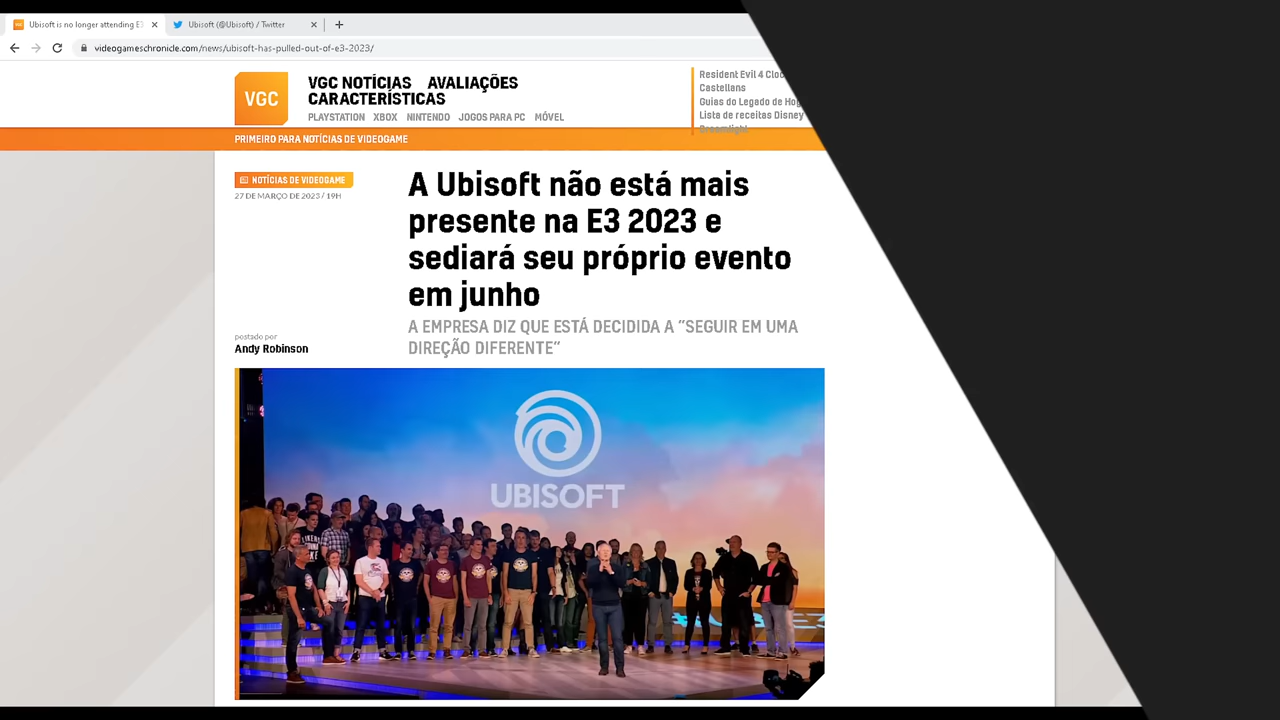 Ubisoft is no longer attending E3
Ubisoft (@Ubisoft) / Twitter
videogameschronicle.com/news/ubisoft-has-pulled-out-of-e3-2023/
VGC
VGC NOTÍCIAS AVALIAÇÕES
CARACTERÍSTICAS
PLAYSTATION XBOX NINTENDO JOGOS PARA PC MÓVEL
Resident Evil 4
Castellans
Guias do Legado de
Lista de receitas Disney
Dreamlight
PRIMEIRO PARA NOTÍCIAS DE VIDEOGAME
NOTÍCIAS DE VIDEOGAME
27 DE MARÇO DE 2023 / 19H
A Ubisoft não está mais
presente na E3 2023 e
sediará seu próprio evento
em junho
A EMPRESA DIZ QUE ESTÁ DECIDIDA A “SEGUIR EM UMA
DIREÇÃO DIFERENTE”
postado por
Andy Robinson
UBISOFT